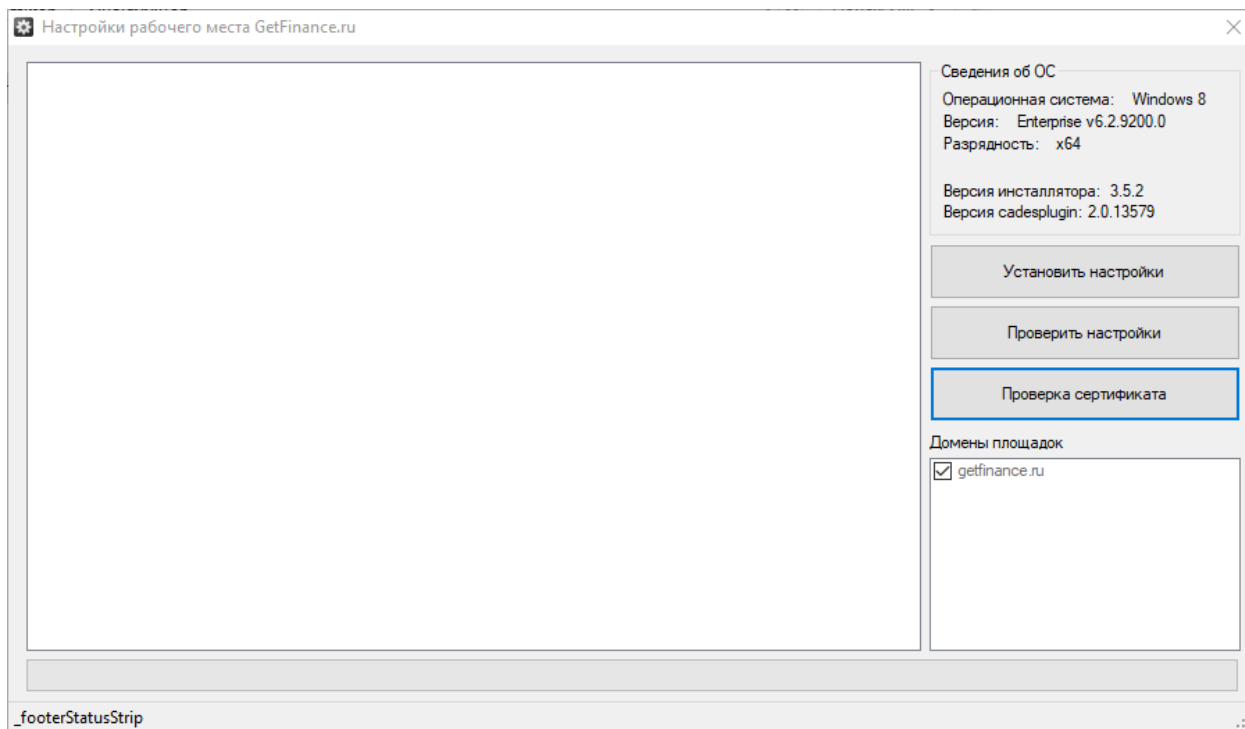 Настройки рабочего места GetFinance.ru
Сведения об ОС
Операционная система: Windows 8
Версия: Enterprise v6.2.9200.0
Разрядность: x64
Версия инсталлятора: 3.5.2
Версия cadesplugin: 2.0.13579
Установить настройки
Проверить настройки
Проверка сертификата
Домены площадок
getfinance.ru
_footerStatusStrip